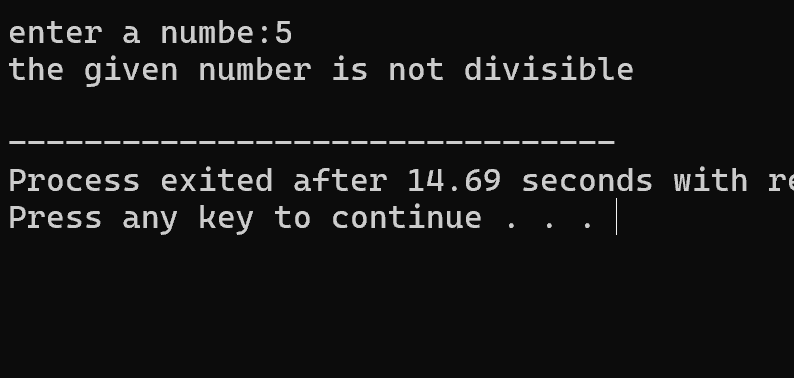 enter a numbe:5
the given number is not divisible
--------------------------------
Process exited after 14.69 seconds with re
Press any key to continue . . .